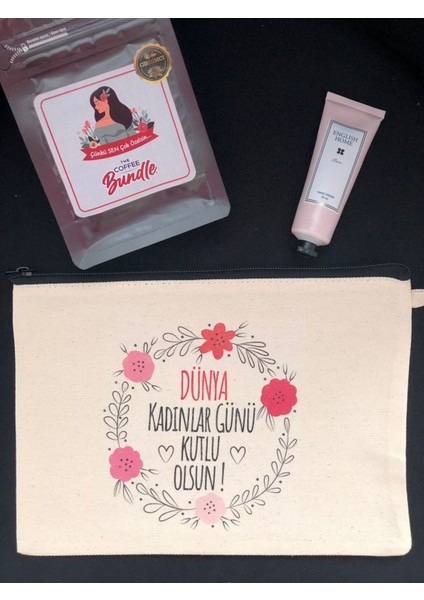 Çünkü SEN Çok Özelsin...
THE
COFFEE
Bundle
ENGLISH
HOME
DÜNYA
KADINLAR GÜNÜ
KUTLU
OLSUN!